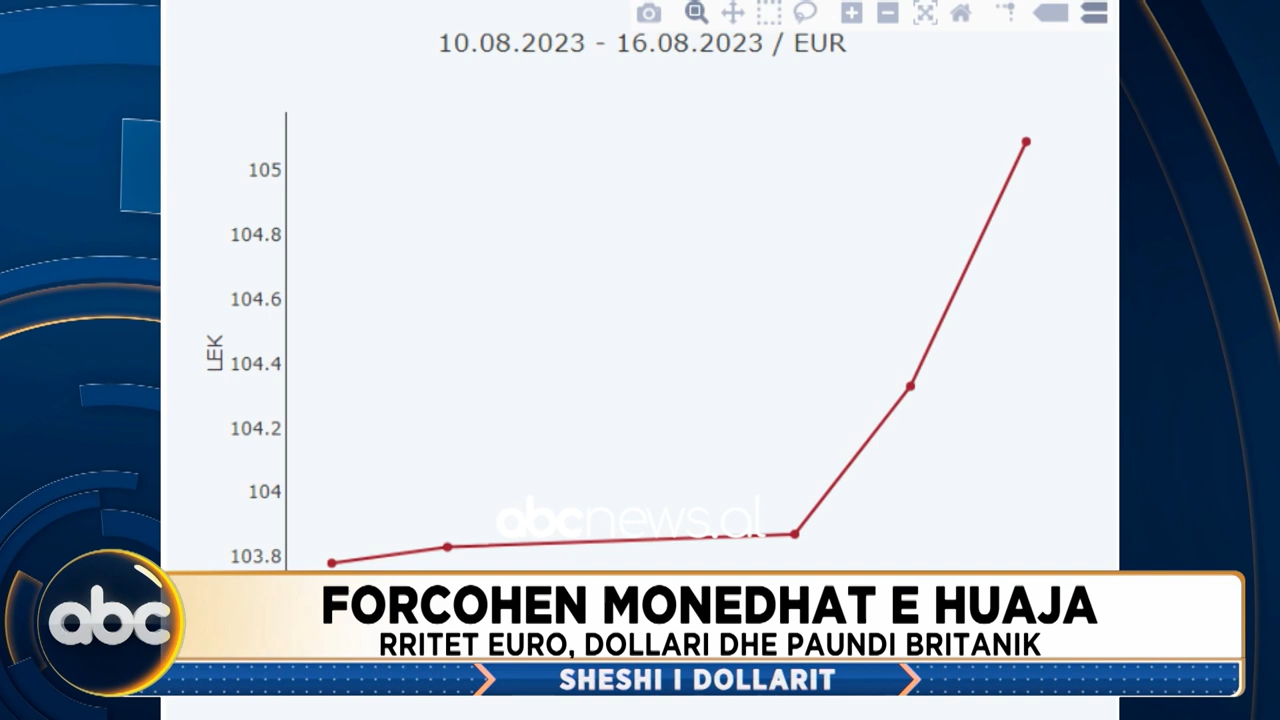 10.08.2023 - 16.08.2023 / EUR
105
104.8
104.6
LEK
104.4
104.2
104
abcnews.al
103.8
abc
FORCOHEN MONEDHAT E HUAJA
RRITET EURO, DOLLARI DHE PAUNDI BRITANIK
SHESHI I DOLLARIT